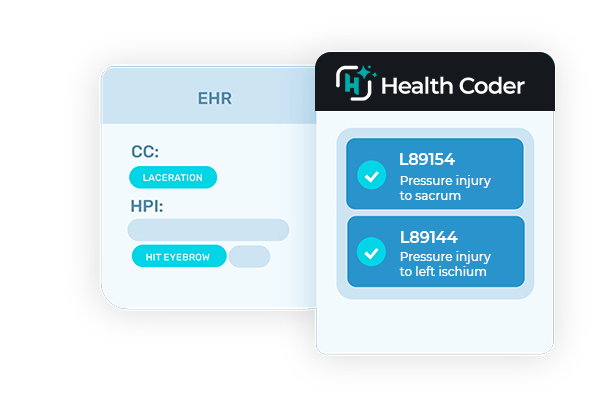 EHR
CC:
LACERATION
HPI:
HIT EYEBROW
H Health Coder
L89154
Pressure injury
to sacrum
L89144
Pressure injury
to left ischium